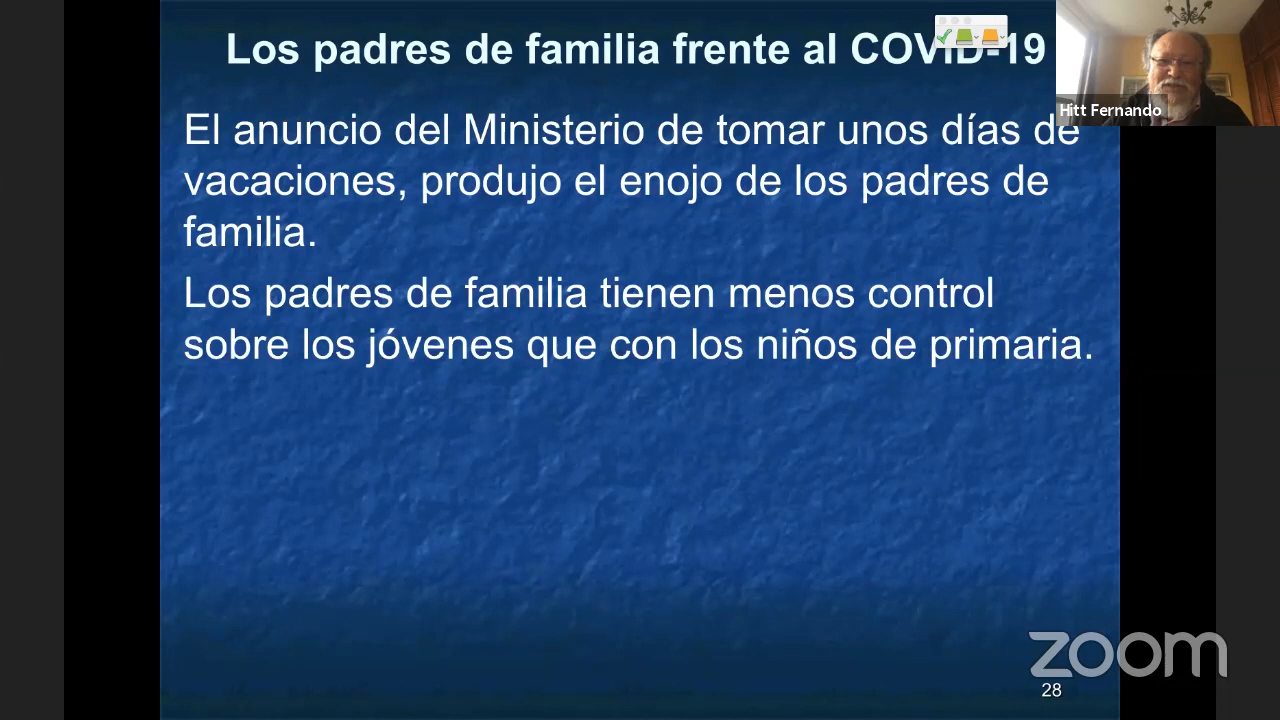 Los padres de familia frente al COVID-19
Hitt Fernando
El anuncio del Ministerio de tomar unos días de
vacaciones, produjo el enojo de los padres de
familia.
Los padres de familia tienen menos control
sobre los jóvenes que con los niños de primaria.
zoom
28